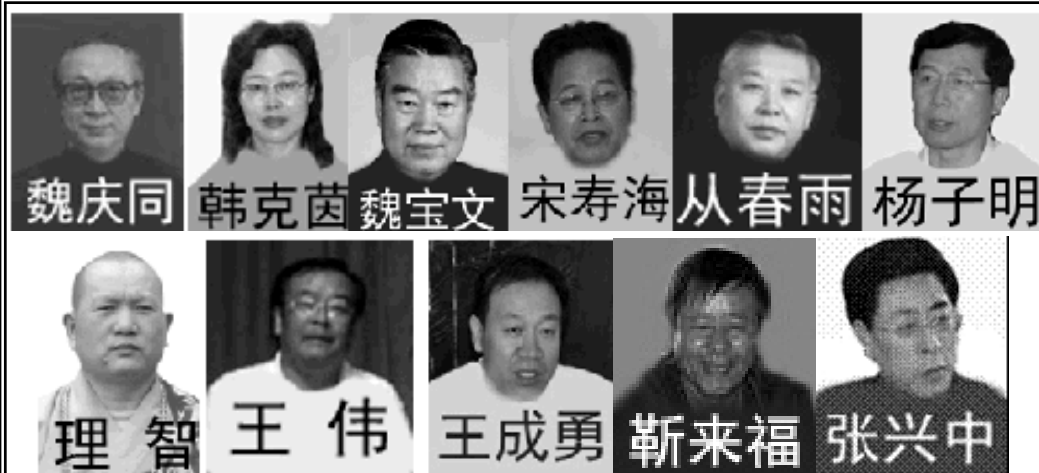 魏庆同 韩克茵 魏宝文 宋寿海 从春雨 杨子明
理 智 王 伟 王成勇 靳来福 张兴中